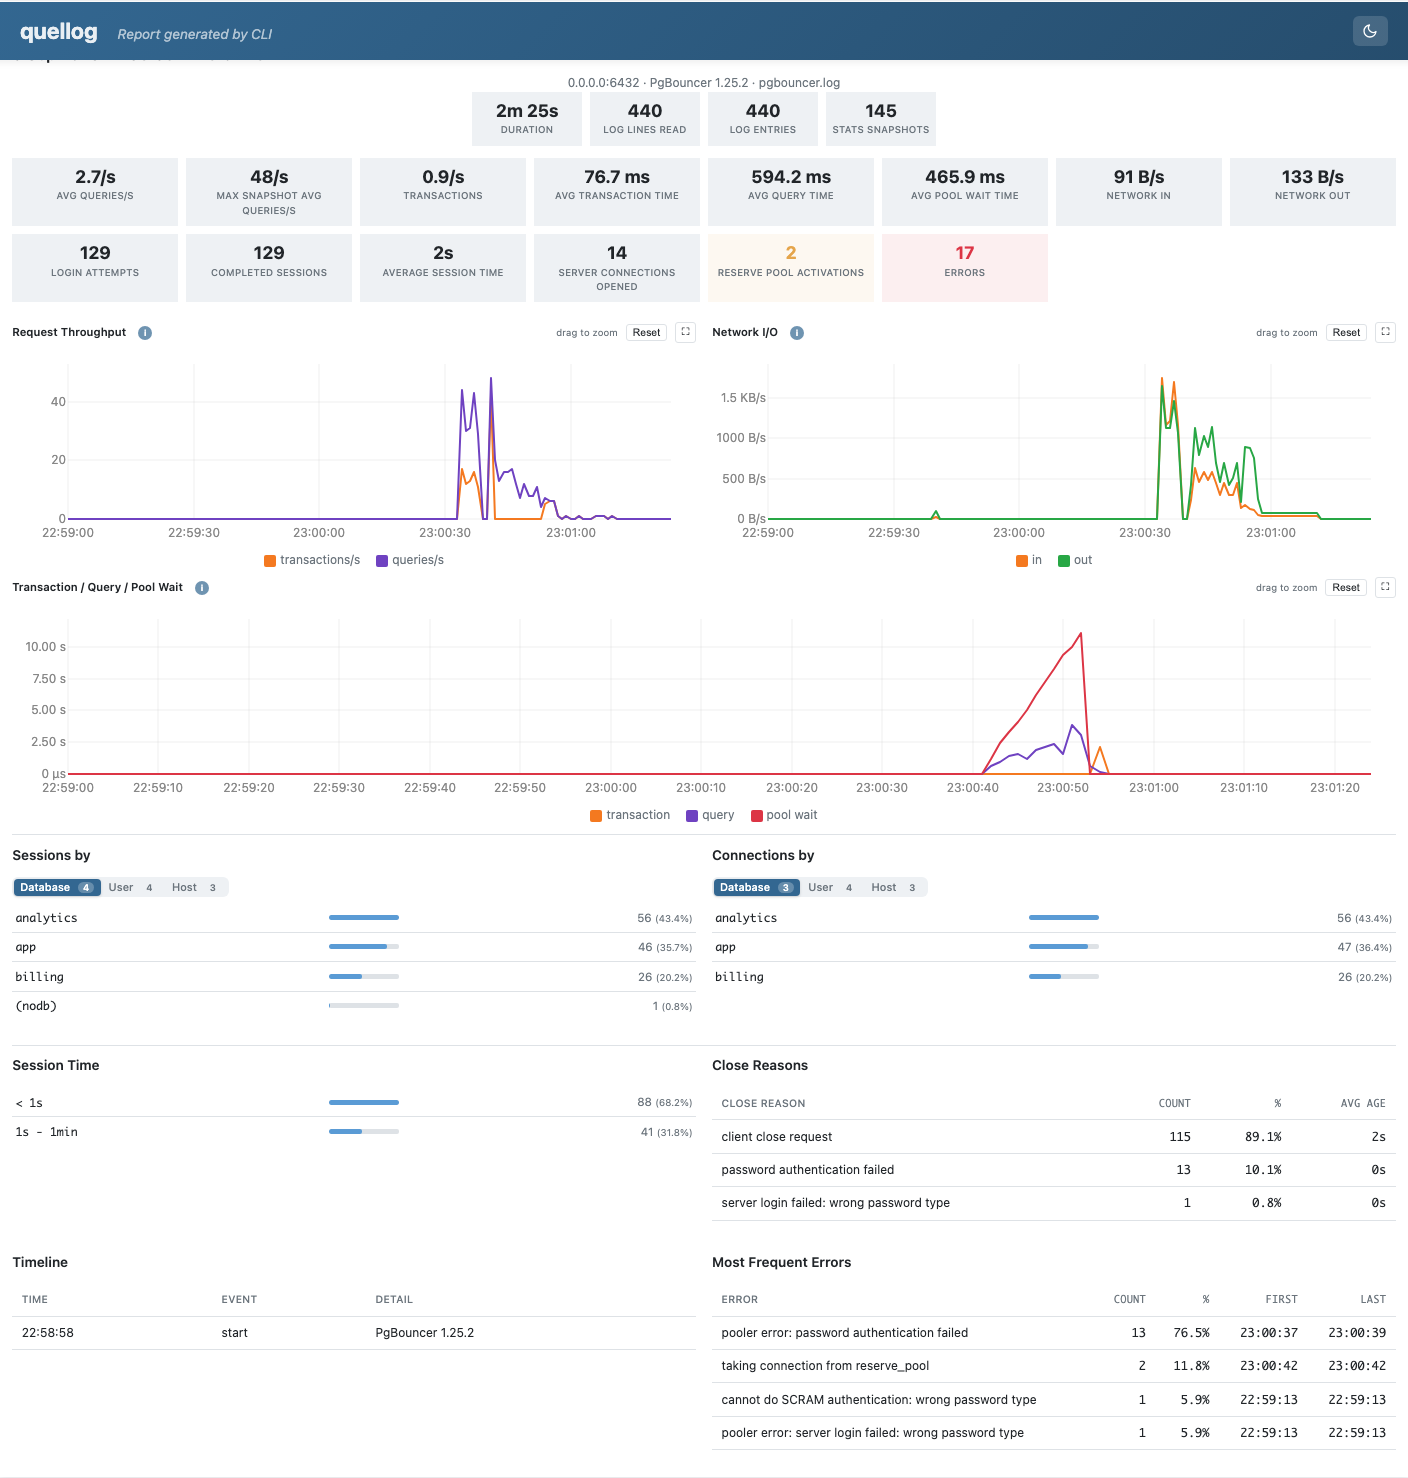 quellog Report generated by CLI
0.0.0.0:6432 · PgBouncer 1.25.2 · pgbouncer.log
2m 25s
DURATION
440
LOG LINES READ
440
LOG ENTRIES
145
STATS SNAPSHOTS
2.7/s
AVG QUERIES/S
48/s
MAX SNAPSHOT AVG
QUERIES/S
0.9/s
TRANSACTIONS
76.7 ms
AVG TRANSACTION TIME
594.2 ms
AVG QUERY TIME
465.9 ms
AVG POOL WAIT TIME
91 B/s
NETWORK IN
133 B/s
NETWORK OUT
129
LOGIN ATTEMPTS
129
COMPLETED SESSIONS
2s
AVERAGE SESSION TIME
14
SERVER CONNECTIONS
OPENED
2
RESERVE POOL ACTIVATIONS
17
ERRORS
Request Throughput i drag to zoom Reset
40
20
0
22:59:00 22:59:30 23:00:00 23:00:30 23:01:00
transactions/s queries/s
Network I/O i drag to zoom Reset
1.5 KB/s
1000 B/s
500 B/s
0 B/s
22:59:00 22:59:30 23:00:00 23:00:30 23:01:00
in out
Transaction / Query / Pool Wait i drag to zoom Reset
10.00 s
7.50 s
5.00 s
2.50 s
0 µs
22:59:00 22:59:10 22:59:20 22:59:30 22:59:40 22:59:50 23:00:00 23:00:10 23:00:20 23:00:30 23:00:40 23:00:50 23:01:00 23:01:10 23:01:20
transaction query pool wait
Sessions by
Database 4 User 4 Host 3
analytics 56 (43.4%)
app 46 (35.7%)
billing 26 (20.2%)
(nodb) 1 (0.8%)
Connections by
Database 3 User 4 Host 3
analytics 56 (43.4%)
app 47 (36.4%)
billing 26 (20.2%)
Session Time
< 1s 88 (68.2%)
1s - 1min 41 (31.8%)
Close Reasons
CLOSE REASON COUNT % AVG AGE
client close request 115 89.1% 2s
password authentication failed 13 10.1% 0s
server login failed: wrong password type 1 0.8% 0s
Timeline
TIME EVENT DETAIL
22:58:58 start PgBouncer 1.25.2
Most Frequent Errors
ERROR COUNT % FIRST LAST
pooler error: password authentication failed 13 76.5% 23:00:37 23:00:39
taking connection from reserve_pool 2 11.8% 23:00:42 23:00:42
cannot do SCRAM authentication: wrong password type 1 5.9% 22:59:13 22:59:13
pooler error: server login failed: wrong password type 1 5.9% 22:59:13 22:59:13